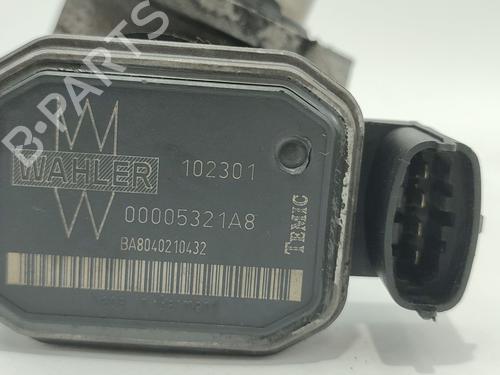 B-PARTS
WAHLER
102301
00005321A8
BA8040210432
TEMIC